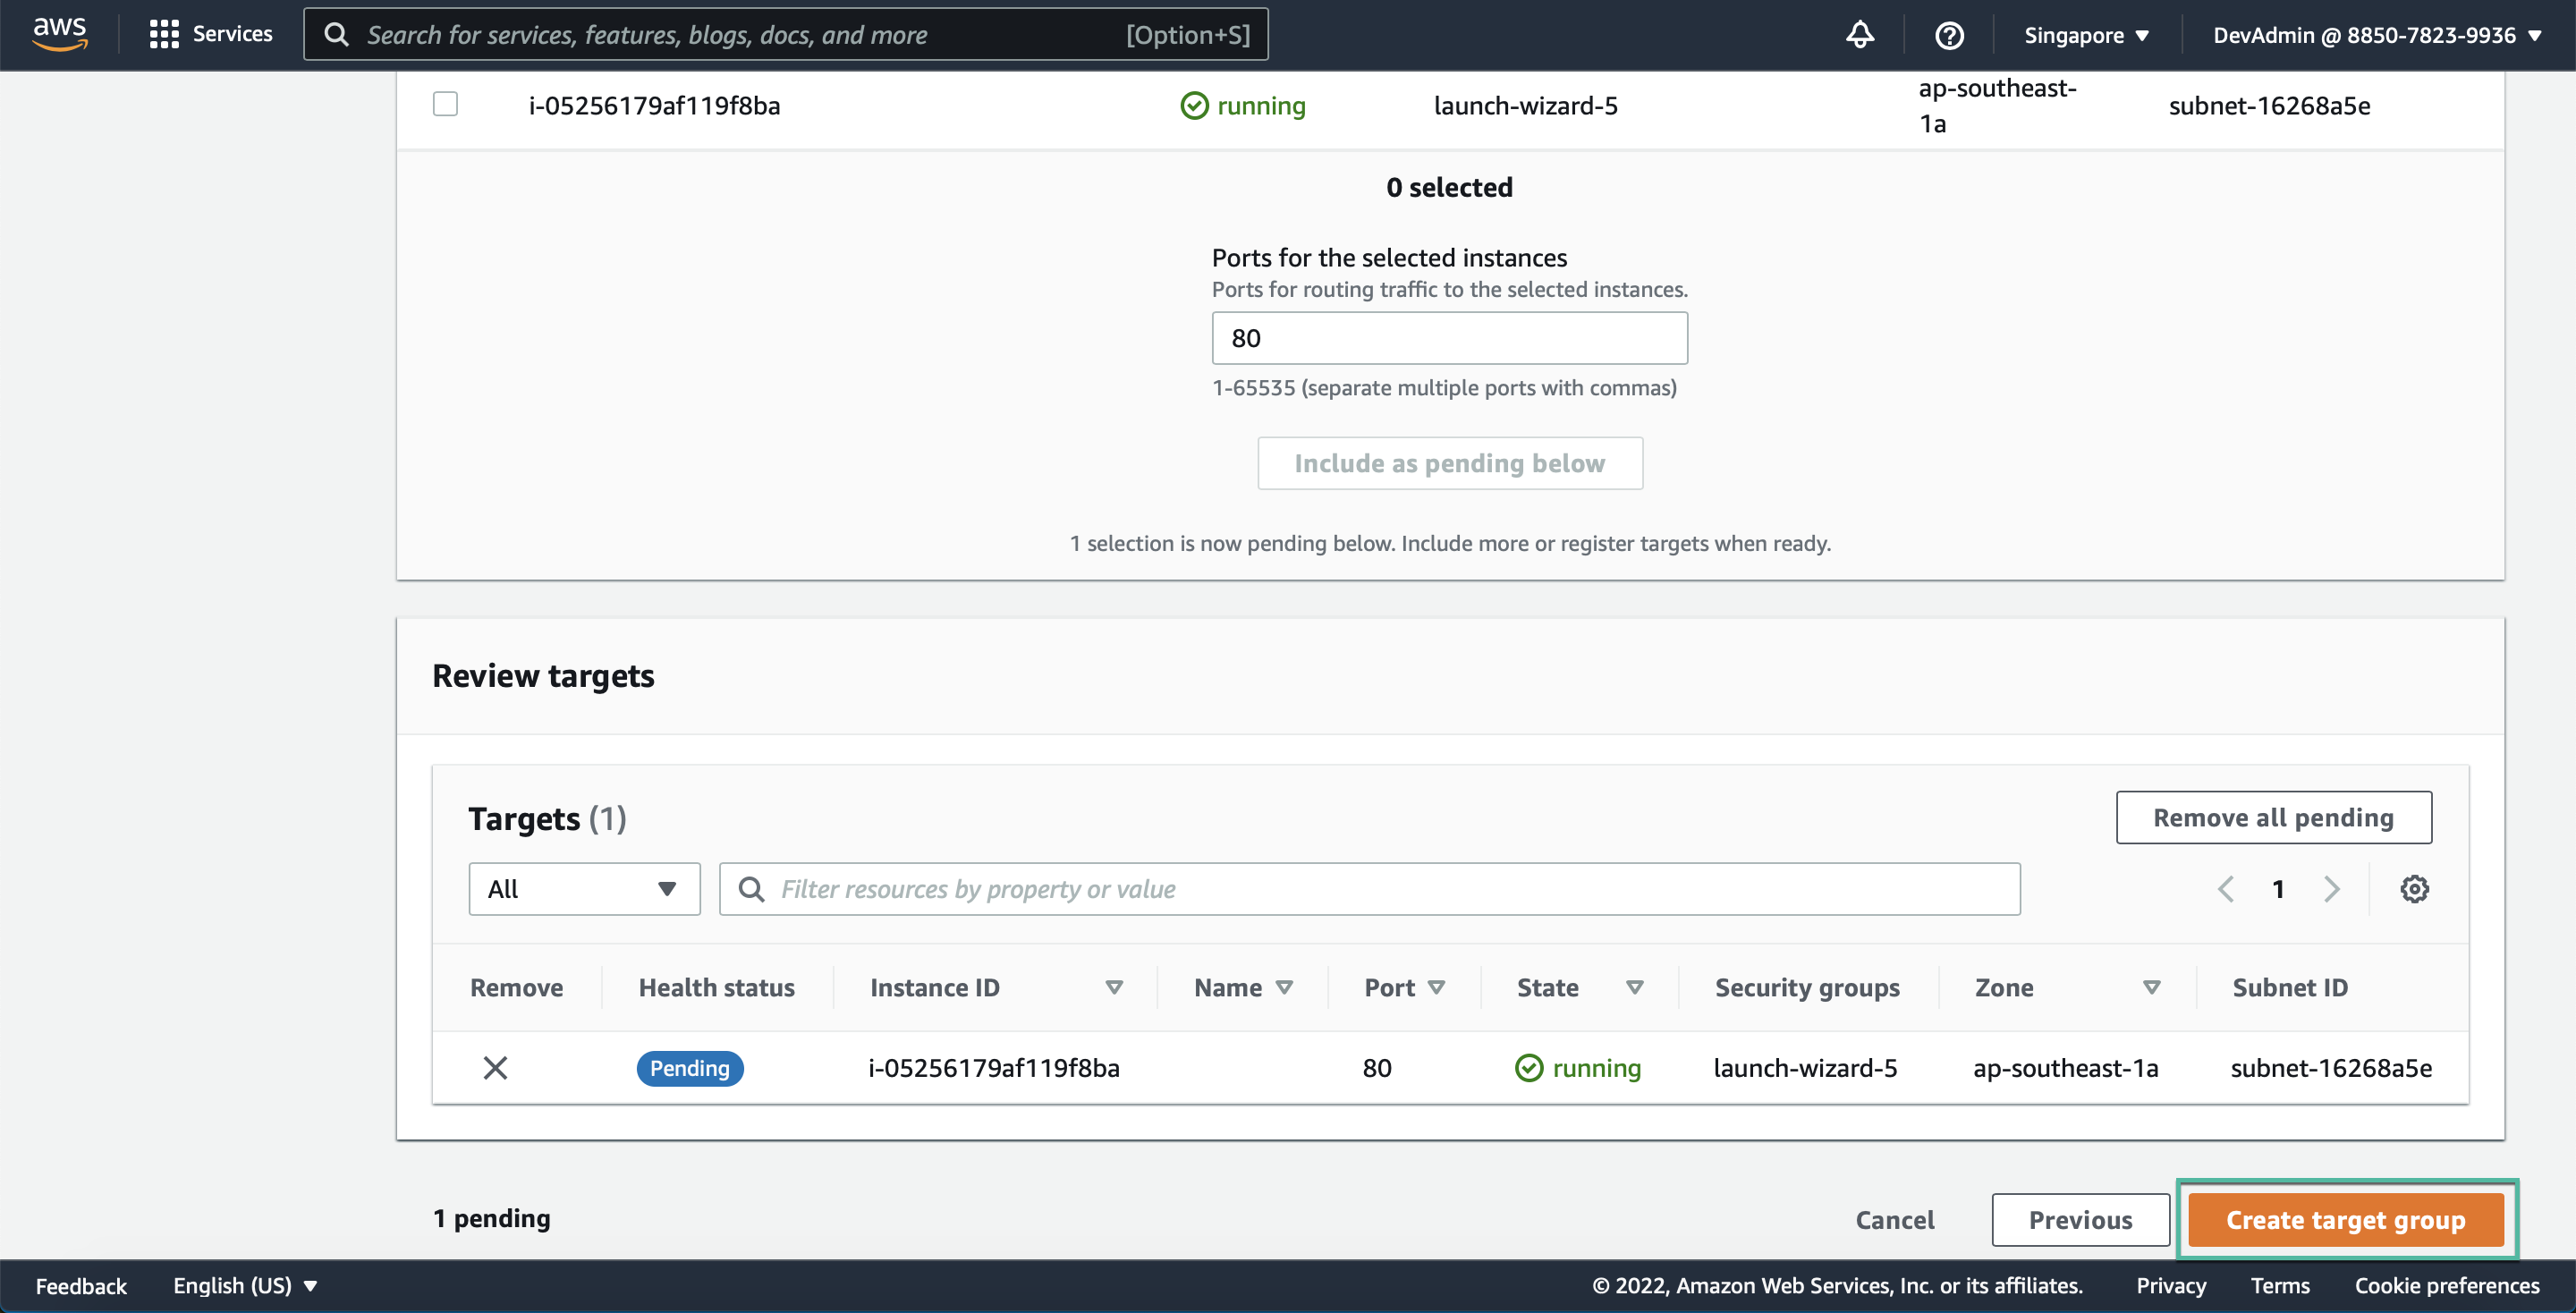 aws
Services
Search for services, features, blogs, docs, and more [Option+S]
Singapore
DevAdmin @ 8850-7823-9936
i-05256179af119f8ba running launch-wizard-5 ap-southeast-1a subnet-16268a5e
0 selected
Ports for the selected instances
Ports for routing traffic to the selected instances.
80
1-65535 (separate multiple ports with commas)
Include as pending below
1 selection is now pending below. Include more or register targets when ready.
Review targets
Targets (1)
Remove all pending
All
Filter resources by property or value
1
Remove Health status Instance ID Name Port State Security groups Zone Subnet ID
Pending i-05256179af119f8ba 80 running launch-wizard-5 ap-southeast-1a subnet-16268a5e
1 pending
Cancel
Previous
Create target group
Feedback
English (US)
© 2022, Amazon Web Services, Inc. or its affiliates.
Privacy
Terms
Cookie preferences